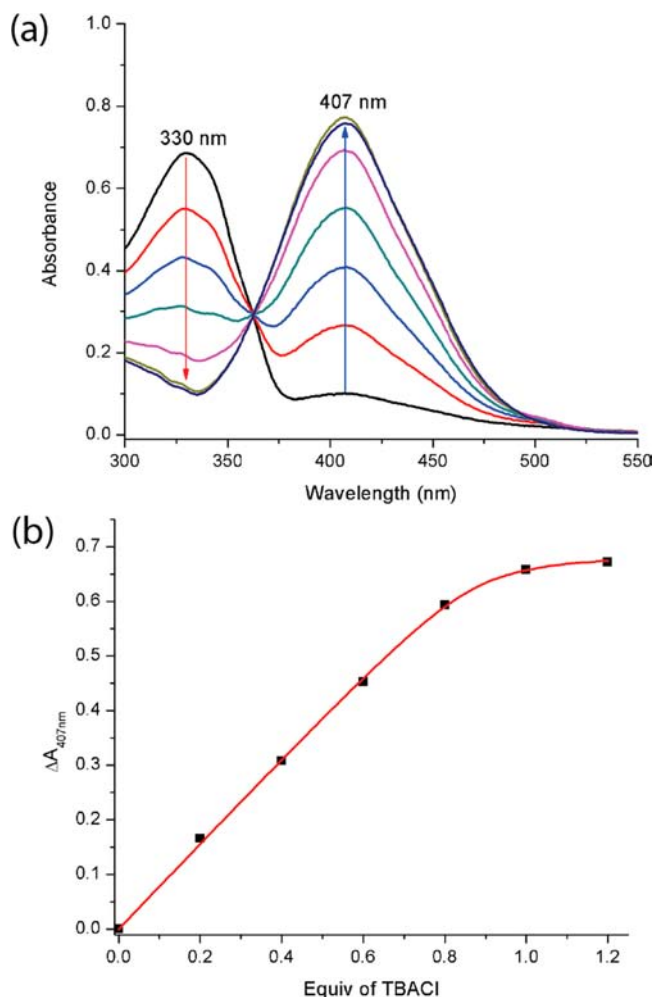 (a)
1.0
0.8
0.6
0.4
0.2
0.0
Absorbance
330 nm
407 nm
300 350 400 450 500 550
Wavelength (nm)
(b)
0.7
0.6
0.5
0.4
0.3
0.2
0.1
0.0
ΔA407nm
0.0 0.2 0.4 0.6 0.8 1.0 1.2
Equiv of TBACl